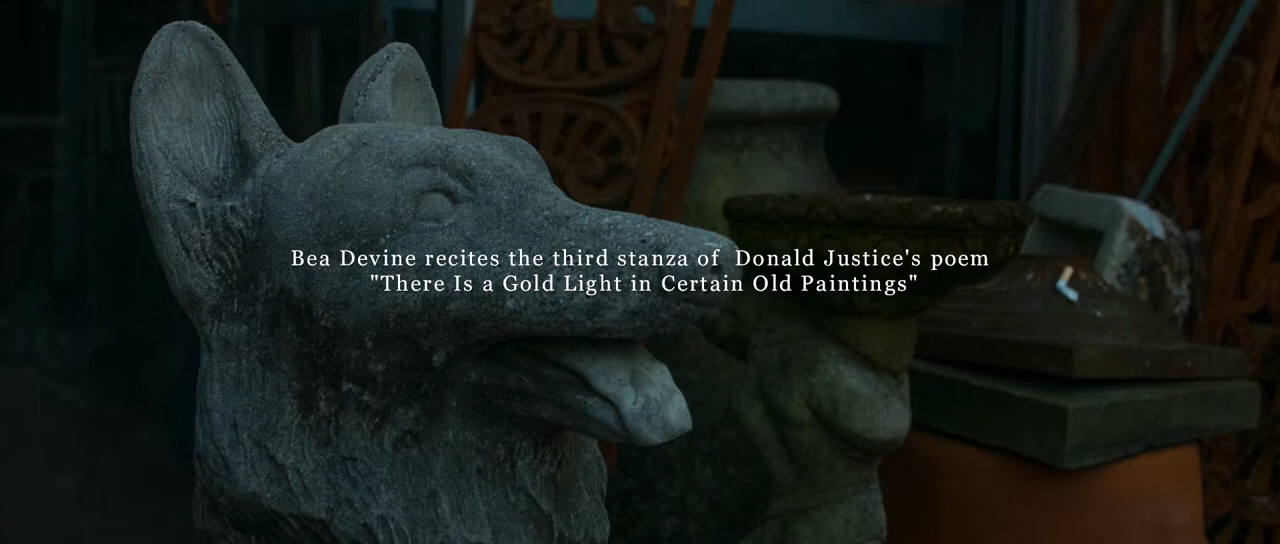 Bea Devine recites the third stanza of  Donald Justice's poem
"There Is a Gold Light in Certain Old Paintings"